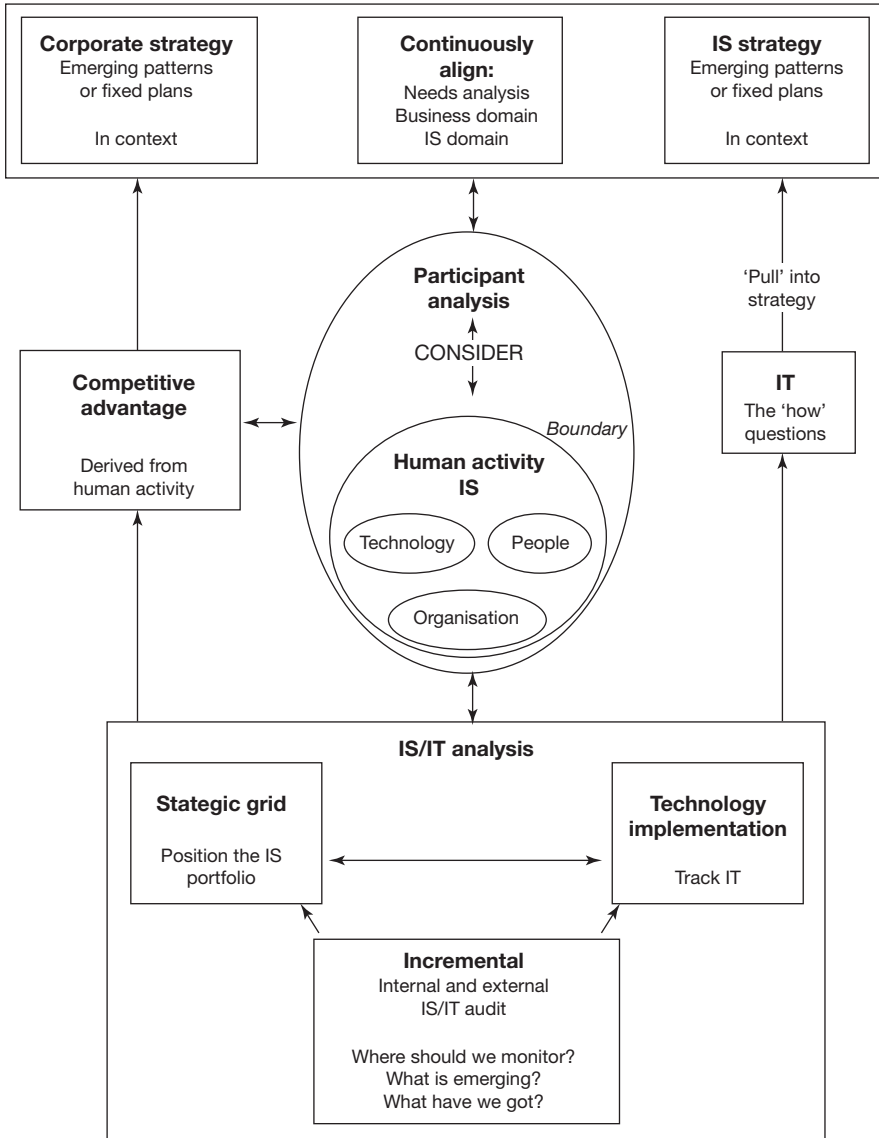 Corporate strategy
Emerging patterns
or fixed plans
In context
Continuously
align:
Needs analysis
Business domain
IS domain
IS strategy
Emerging patterns
or fixed plans
In context
Participant
analysis
CONSIDER
‘Pull’ into
strategy
Competitive
advantage
Derived from
human activity
Boundary
Human activity
IS
Technology
People
Organisation
IT
The ‘how’
questions
IS/IT analysis
Stategic grid
Position the IS
portfolio
Technology
implementation
Track IT
Incremental
Internal and external
IS/IT audit
Where should we monitor?
What is emerging?
What have we got?